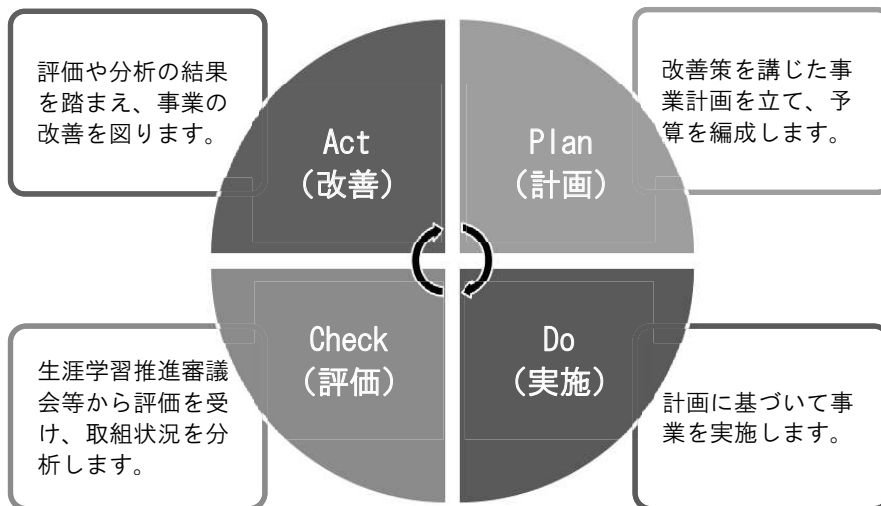 評価や分析の結果
を踏まえ、事業の
改善を図ります。
Act
（改善）
Plan
（計画）
改善策を講じた事
業計画を立て、予
算を編成します。
生涯学習推進審議
会等から評価を受
け、取組状況を分
析します。
Check
（評価）
Do
（実施）
計画に基づいて事
業を実施します。